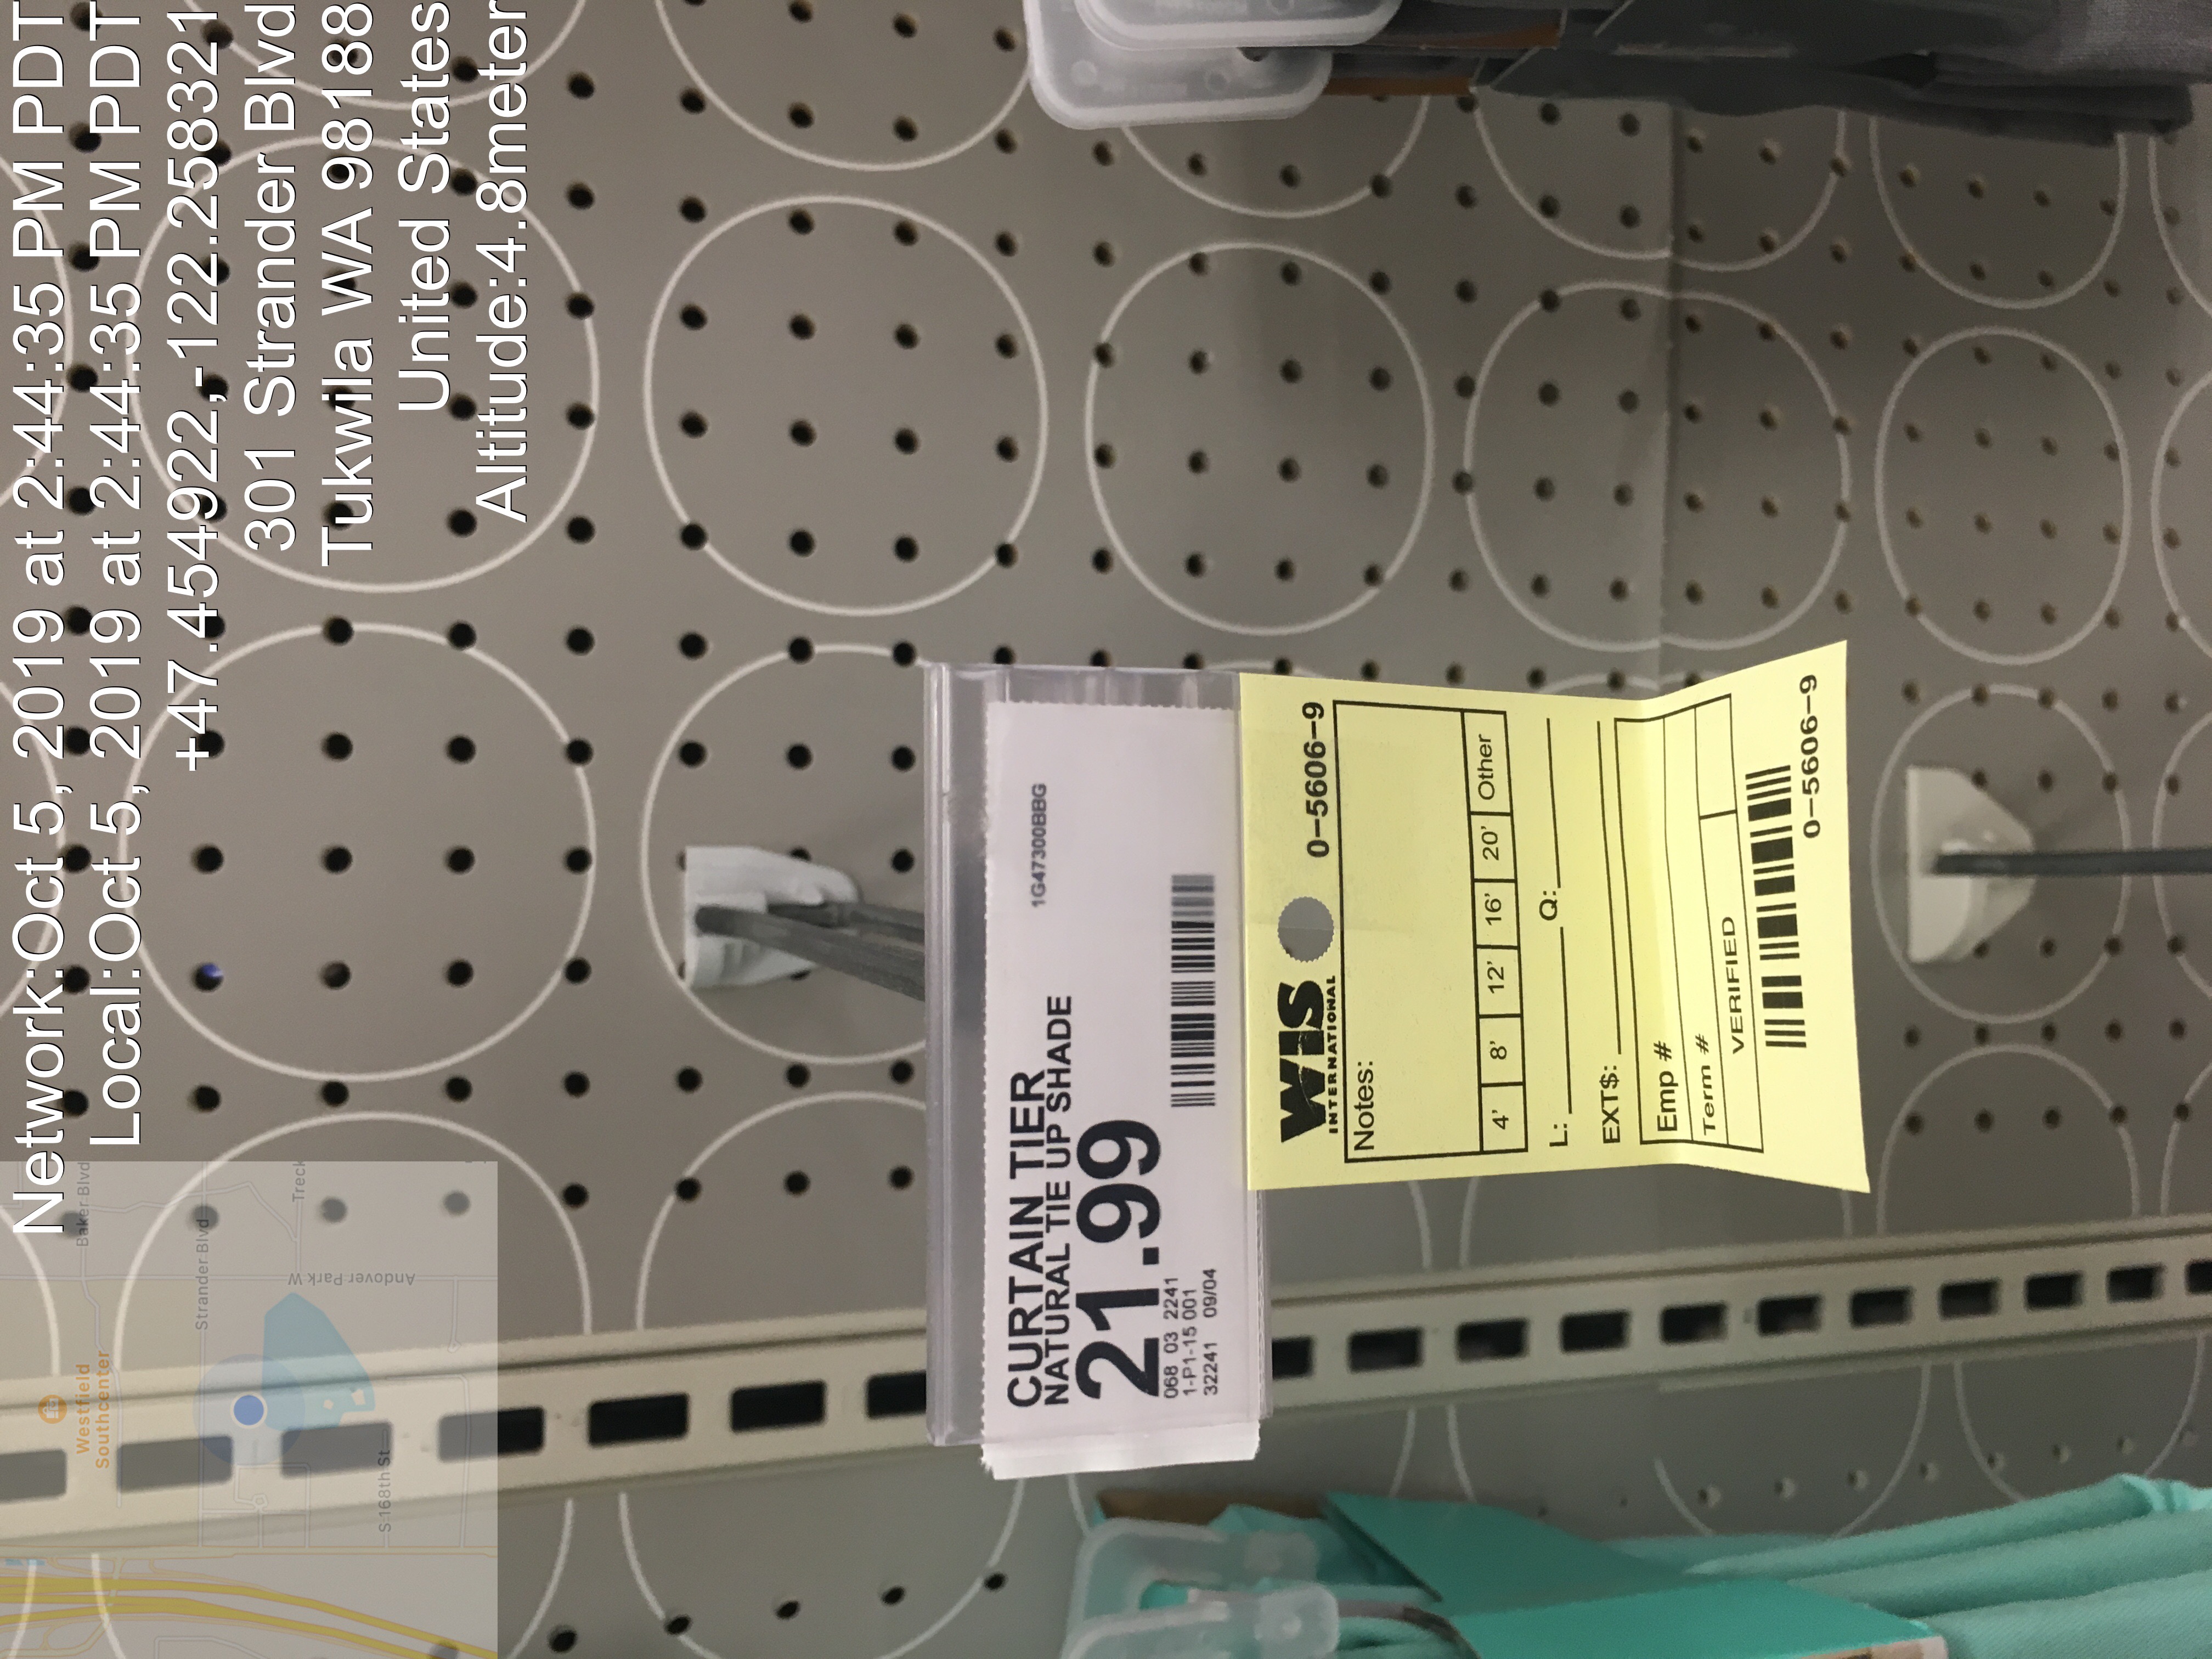 Network:Oct 5, 2019 at 2:44:35 PM PDT
Local:Oct 5, 2019 at 2:44:35 PM PDT
+47.454922,-122.258321
301 Strander Blvd
Tukwila WA 98188
United States
Altitude:4.8meter
Westfield
Southcenter
Baker Blvd
Strander Blvd
Treck
Andover Park W
S 168th St
CURTAIN TIER
1G47300BBG
NATURAL TIE UP SHADE
21.99
068 03 2241
1-P1-15 001
32241 09/04
WIS
INTERNATIONAL
0-5606-9
Notes:
4' 8' 12' 16' 20' Other
L: Q:
EXT$:
Emp #
Term #
VERIFIED
0-5606-9